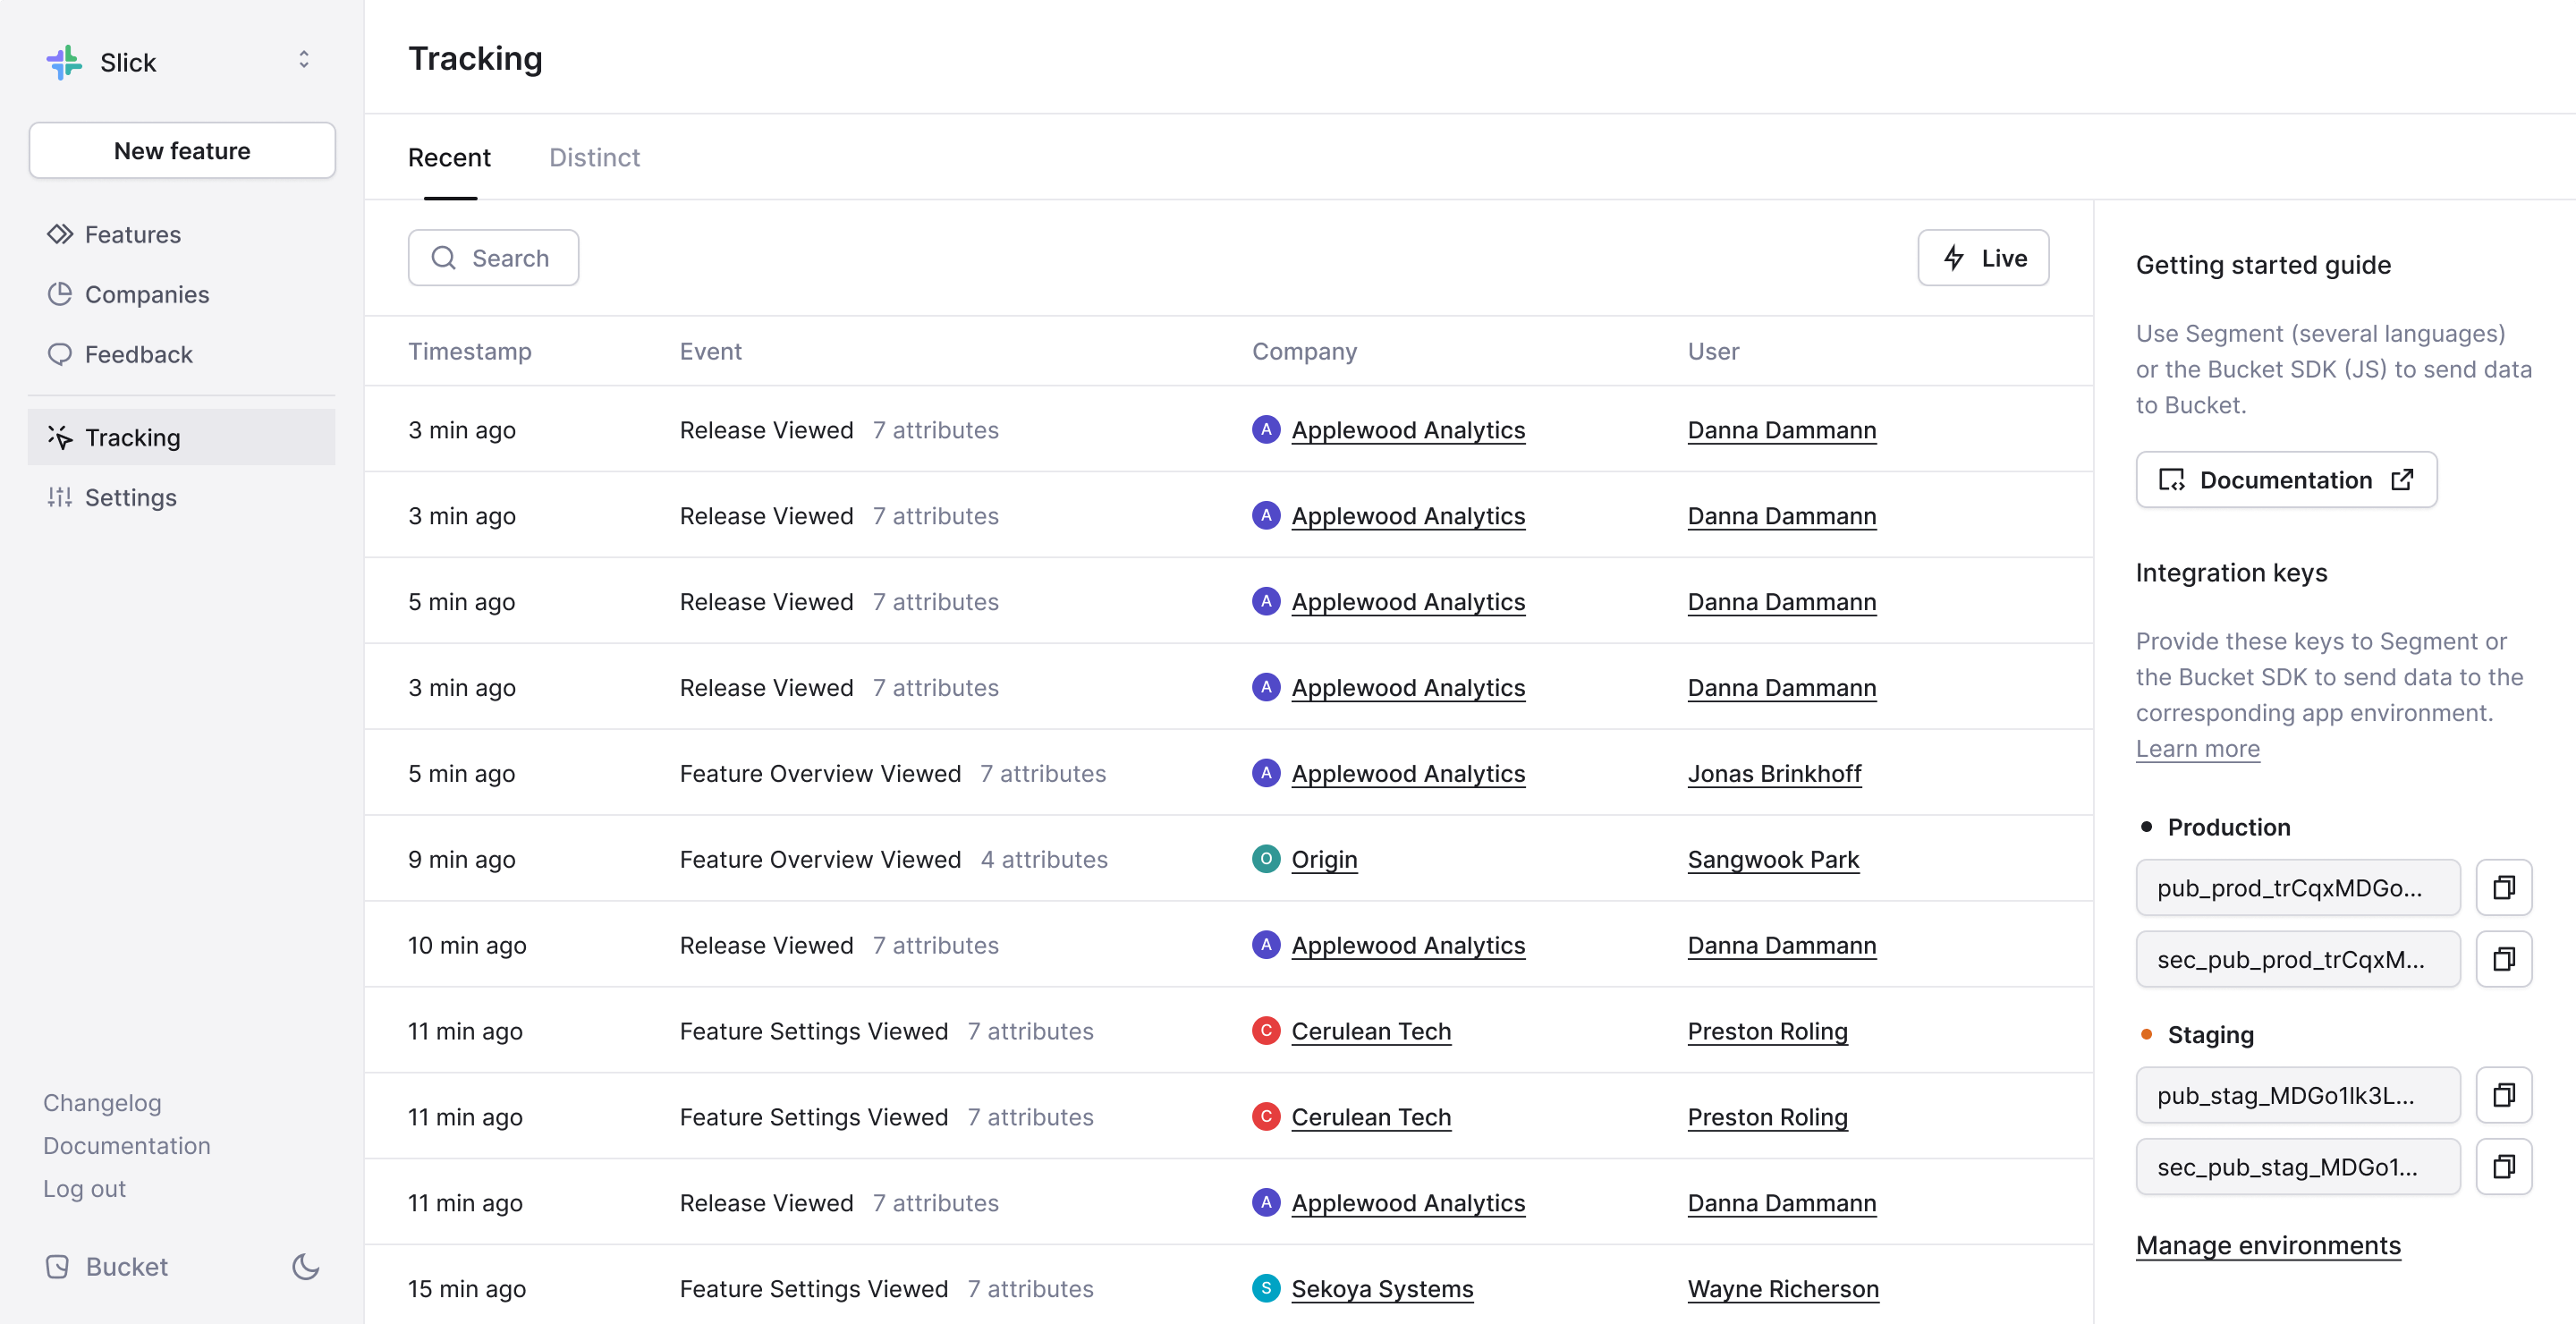 Slick
New feature
Features
Companies
Feedback
Tracking
Settings
Changelog
Documentation
Log out
Bucket
Tracking
Recent Distinct
Search Live
Timestamp Event Company User
3 min ago Release Viewed 7 attributes A Applewood Analytics Danna Dammann
3 min ago Release Viewed 7 attributes A Applewood Analytics Danna Dammann
5 min ago Release Viewed 7 attributes A Applewood Analytics Danna Dammann
3 min ago Release Viewed 7 attributes A Applewood Analytics Danna Dammann
5 min ago Feature Overview Viewed 7 attributes A Applewood Analytics Jonas Brinkhoff
9 min ago Feature Overview Viewed 4 attributes O Origin Sangwook Park
10 min ago Release Viewed 7 attributes A Applewood Analytics Danna Dammann
11 min ago Feature Settings Viewed 7 attributes C Cerulean Tech Preston Roling
11 min ago Feature Settings Viewed 7 attributes C Cerulean Tech Preston Roling
11 min ago Release Viewed 7 attributes A Applewood Analytics Danna Dammann
15 min ago Feature Settings Viewed 7 attributes S Sekoya Systems Wayne Richerson
Getting started guide
Use Segment (several languages)
or the Bucket SDK (JS) to send data
to Bucket.
Documentation
Integration keys
Provide these keys to Segment or
the Bucket SDK to send data to the
corresponding app environment.
Learn more
Production
pub_prod_trCqxMDGo...
sec_pub_prod_trCqxM...
Staging
pub_stag_MDGo1lk3L...
sec_pub_stag_MDGo1...
Manage environments